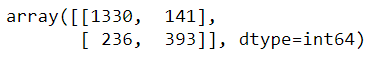 array([[1330,  141],
       [ 236,  393]], dtype=int64)